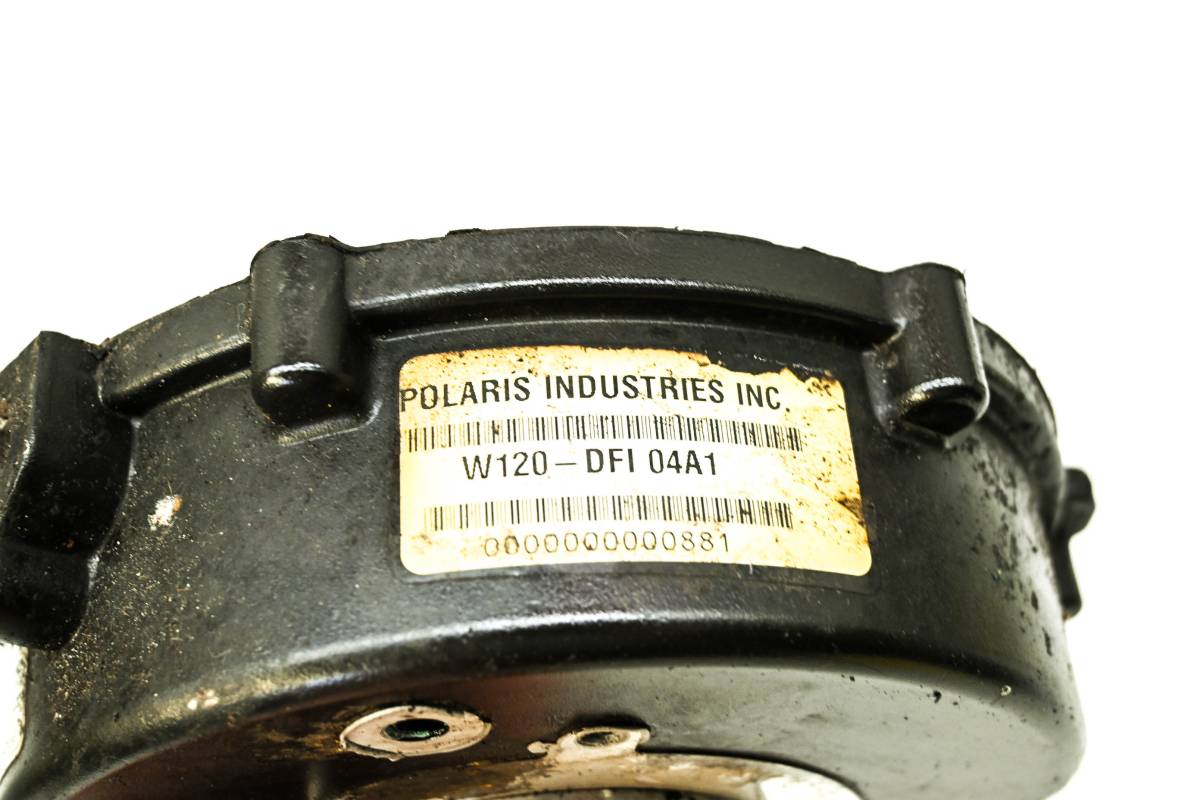 POLARIS INDUSTRIES INC.
W120-DFI 04A1
0000000000881